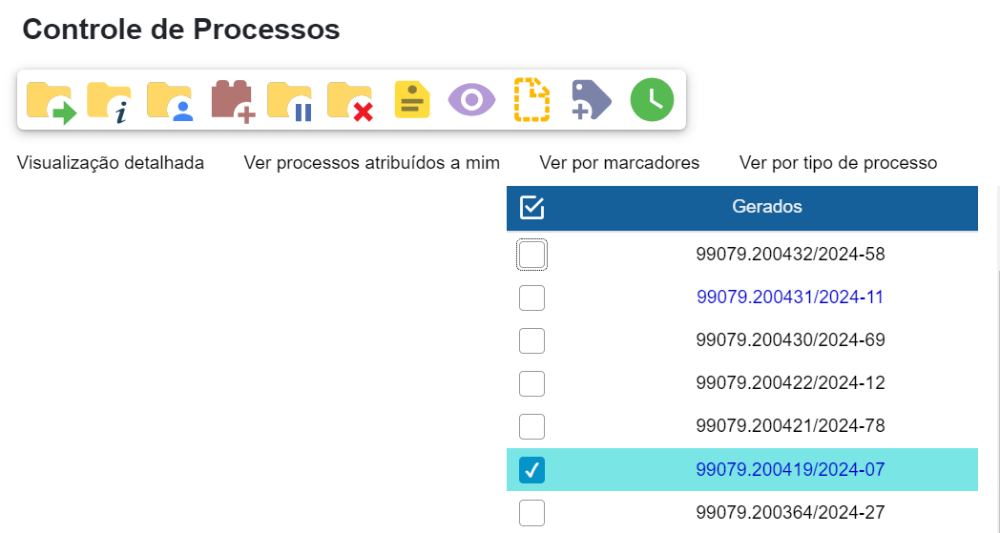 Controle de Processos
Visualização detalhada Ver processos atribuídos a mim Ver por marcadores Ver por tipo de processo
Gerados
99079.200432/2024-58
99079.200431/2024-11
99079.200430/2024-69
99079.200422/2024-12
99079.200421/2024-78
99079.200419/2024-07
99079.200364/2024-27